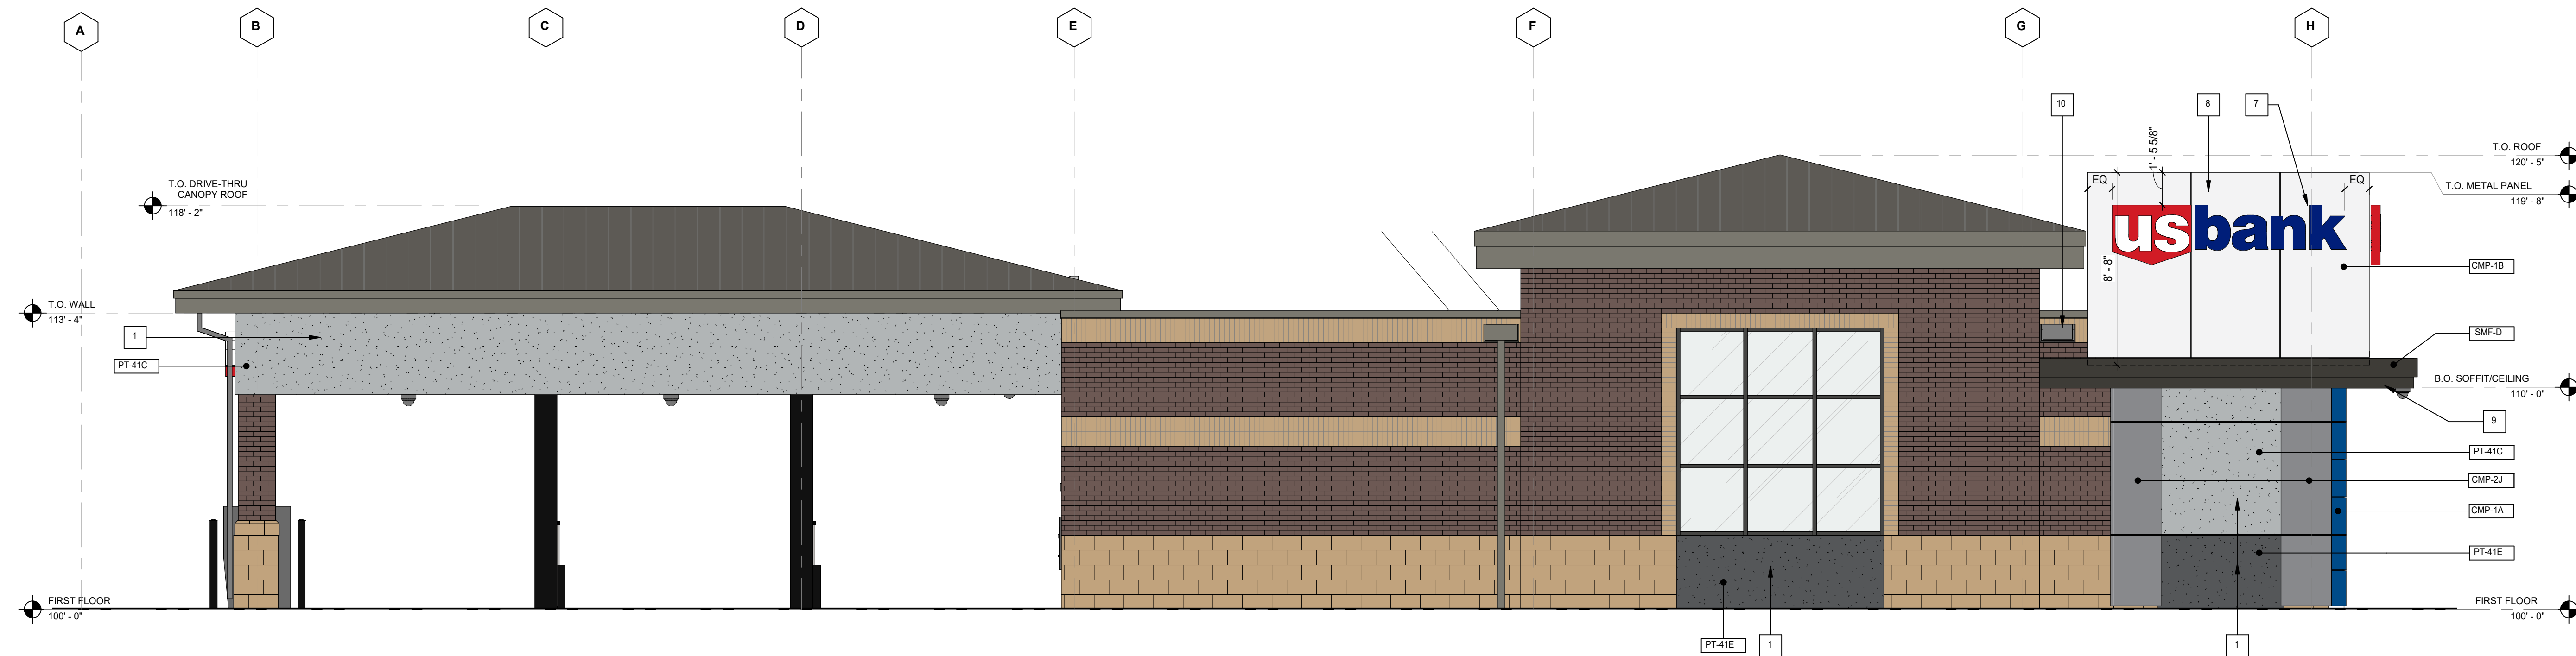 A
B
C
D
E
F
G
H
10
8
7
1' - 5 5/8"
T.O. ROOF
120' - 5"
EQ
EQ
T.O. METAL PANEL
119' - 8"
T.O. DRIVE-THRU
CANOPY ROOF
118' - 2"
usbank
8' - 8"
CMP-1B
T.O. WALL
113' - 4"
1
SMF-D
PT-41C
B.O. SOFFIT/CEILING
110' - 0"
9
PT-41C
CMP-2J
CMP-1A
PT-41E
FIRST FLOOR
100' - 0"
FIRST FLOOR
100' - 0"
PT-41E
1
1